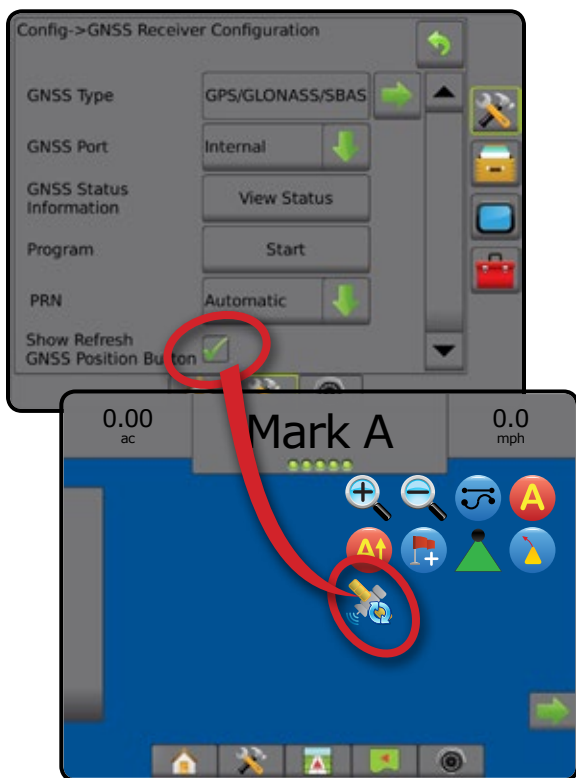 Config->GNSS Receiver Configuration
GNSS Type GPS/GLONASS/SBAS
GNSS Port Internal
GNSS Status
Information
View Status
Program Start
PRN Automatic
Show Refresh
GNSS Position Button
0.00
ac
Mark A
0.0
mph
A
A